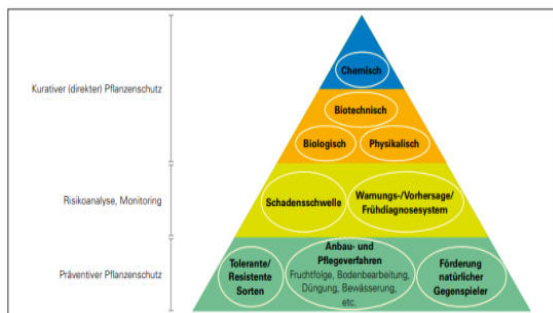 Kurativer (direkter) Pflanzenschutz
Chemisch
Biotechnisch
Biologisch
Physikalisch
Risikoanalyse, Monitoring
Schadensschwelle
Warnungs-/Vorhersage/
Frühdiagnosesystem
Präventiver Pflanzenschutz
Tolerante/
Resistente
Sorten
Anbau- und
Pflegeverfahren
Fruchtfolge, Bodenbearbeitung,
Düngung, Bewässerung,
etc.
Förderung
natürlicher
Gegenspieler